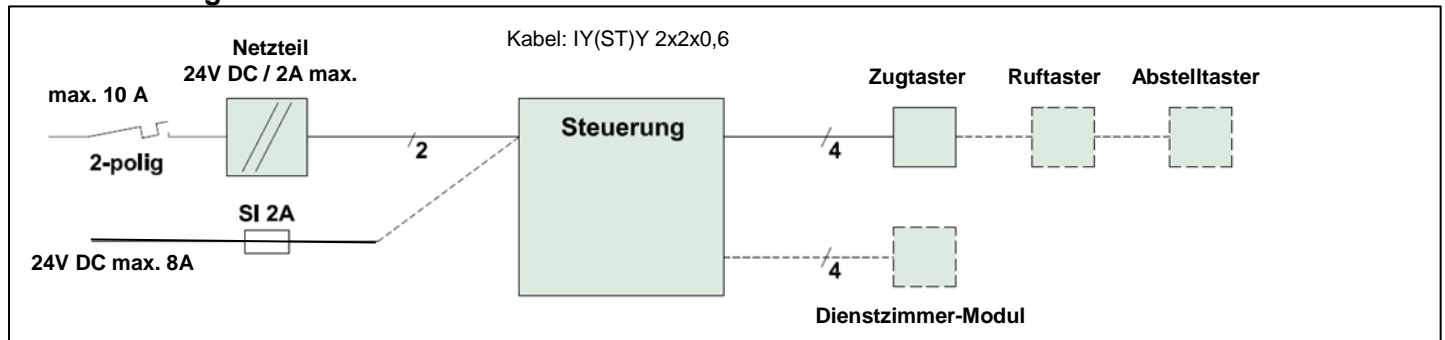 Kabel: IY(ST)Y 2x2x0,6
Netzteil
24V DC / 2A max.
max. 10 A
2-polig
2
SI 2A
24V DC max. 8A
Steuerung
4
Zugtaster
Ruftaster
Abstelltaster
4
Dienstzimmer-Modul